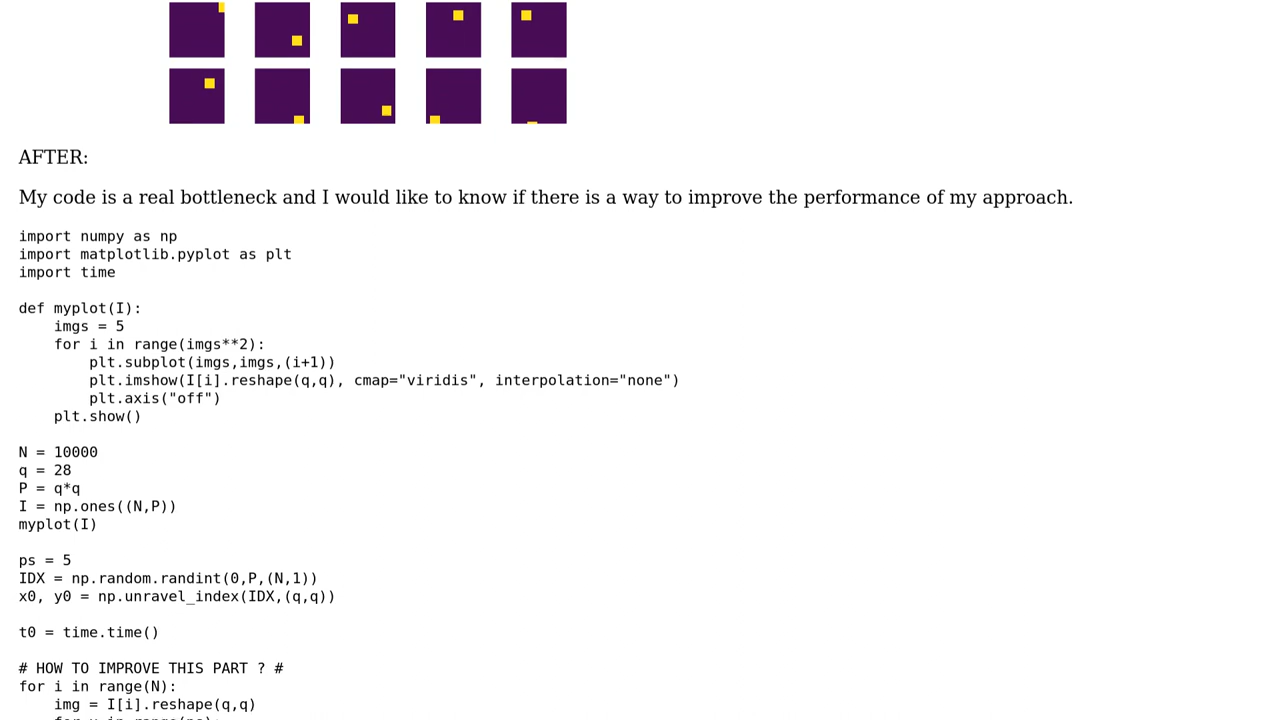 AFTER:
My code is a real bottleneck and I would like to know if there is a way to improve the performance of my approach.
import numpy as np
import matplotlib.pyplot as plt
import time
def myplot(I):
    imgs = 5
    for i in range(imgs**2):
        plt.subplot(imgs,imgs,(i+1))
        plt.imshow(I[i].reshape(q,q), cmap="viridis", interpolation="none")
        plt.axis("off")
    plt.show()
N = 10000
q = 28
P = q*q
I = np.ones((N,P))
myplot(I)
ps = 5
IDX = np.random.randint(0,P,(N,1))
x0, y0 = np.unravel_index(IDX,(q,q))
t0 = time.time()
# HOW TO IMPROVE THIS PART ? #
for i in range(N):
    img = I[i].reshape(q,q)